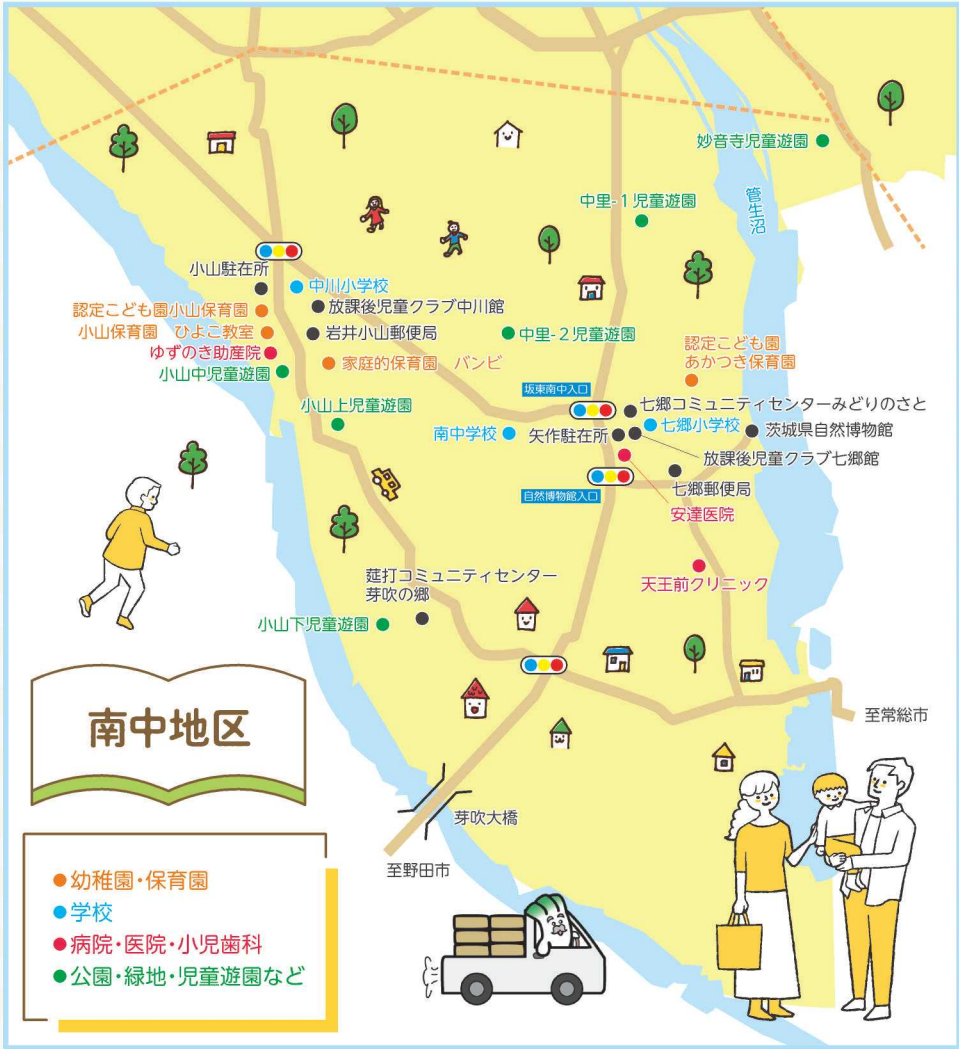 妙音寺児童遊園
中里-1児童遊園
菅生沼
小山駐在所
中川小学校
認定こども園小山保育園
放課後児童クラブ中川館
小山保育園　ひよこ教室
岩井小山郵便局
中里-2児童遊園
ゆずのき助産院
家庭的保育園　バンビ
認定こども園
あかつき保育園
小山中児童遊園
坂東南中入口
小山上児童遊園
七郷コミュニティセンターみどりのさと
南中学校
矢作駐在所
七郷小学校
茨城県自然博物館
放課後児童クラブ七郷館
自然博物館入口
七郷郵便局
安達医院
莚打コミュニティセンター
芽吹の郷
天王前クリニック
小山下児童遊園
南中地区
至常総市
芽吹大橋
至野田市
●幼稚園・保育園
●学校
●病院・医院・小児歯科
●公園・緑地・児童遊園など